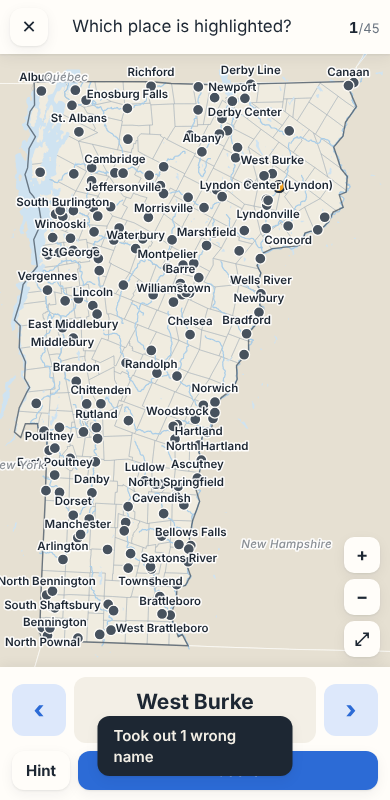 Which place is highlighted?
1/45
Québec
Richford
Derby Line
Canaan
Enosburg Falls
Newport
Derby Center
St. Albans
Albany
Cambridge
West Burke
Jeffersonville
Lyndon Center
(Lyndon)
South Burlington
Morrisville
Lyndonville
Winooski
Waterbury
Marshfield
Concord
St. George
Montpelier
Barre
Vergennes
Wells River
Williamstown
Lincoln
Newbury
East Middlebury
Chelsea
Bradford
Middlebury
Brandon
Randolph
Chittenden
Norwich
Rutland
Woodstock
Poultney
Hartland
North Hartland
East Poultney
Ludlow
Ascutney
Danby
North Springfield
Dorset
Cavendish
Manchester
Bellows Falls
Arlington
New Hampshire
Saxtons River
North Bennington
Townshend
South Shaftsbury
Brattleboro
Bennington
West Brattleboro
North Pownal
West Burke
Took out 1 wrong
name
Hint